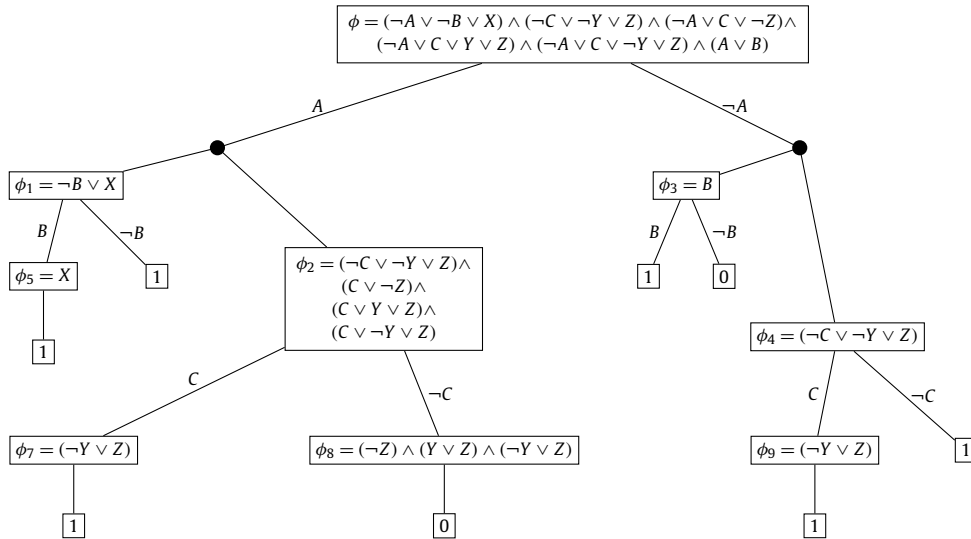 ϕ = (¬A ∨ ¬B ∨ X) ∧ (¬C ∨ ¬Y ∨ Z) ∧ (¬A ∨ C ∨ ¬Z)∧
(¬A ∨ C ∨ Y ∨ Z) ∧ (¬A ∨ C ∨ ¬Y ∨ Z) ∧ (A ∨ B)
A
¬A
ϕ₁ = ¬B ∨ X
ϕ₃ = B
B
¬B
B
¬B
ϕ₅ = X
1
1
0
ϕ₂ = (¬C ∨ ¬Y ∨ Z)∧
(C ∨ ¬Z)∧
(C ∨ Y ∨ Z)∧
(C ∨ ¬Y ∨ Z)
1
ϕ₄ = (¬C ∨ ¬Y ∨ Z)
C
¬C
C
¬C
ϕ₇ = (¬Y ∨ Z)
ϕ₈ = (¬Z) ∧ (Y ∨ Z) ∧ (¬Y ∨ Z)
ϕ₉ = (¬Y ∨ Z)
1
1
0
1